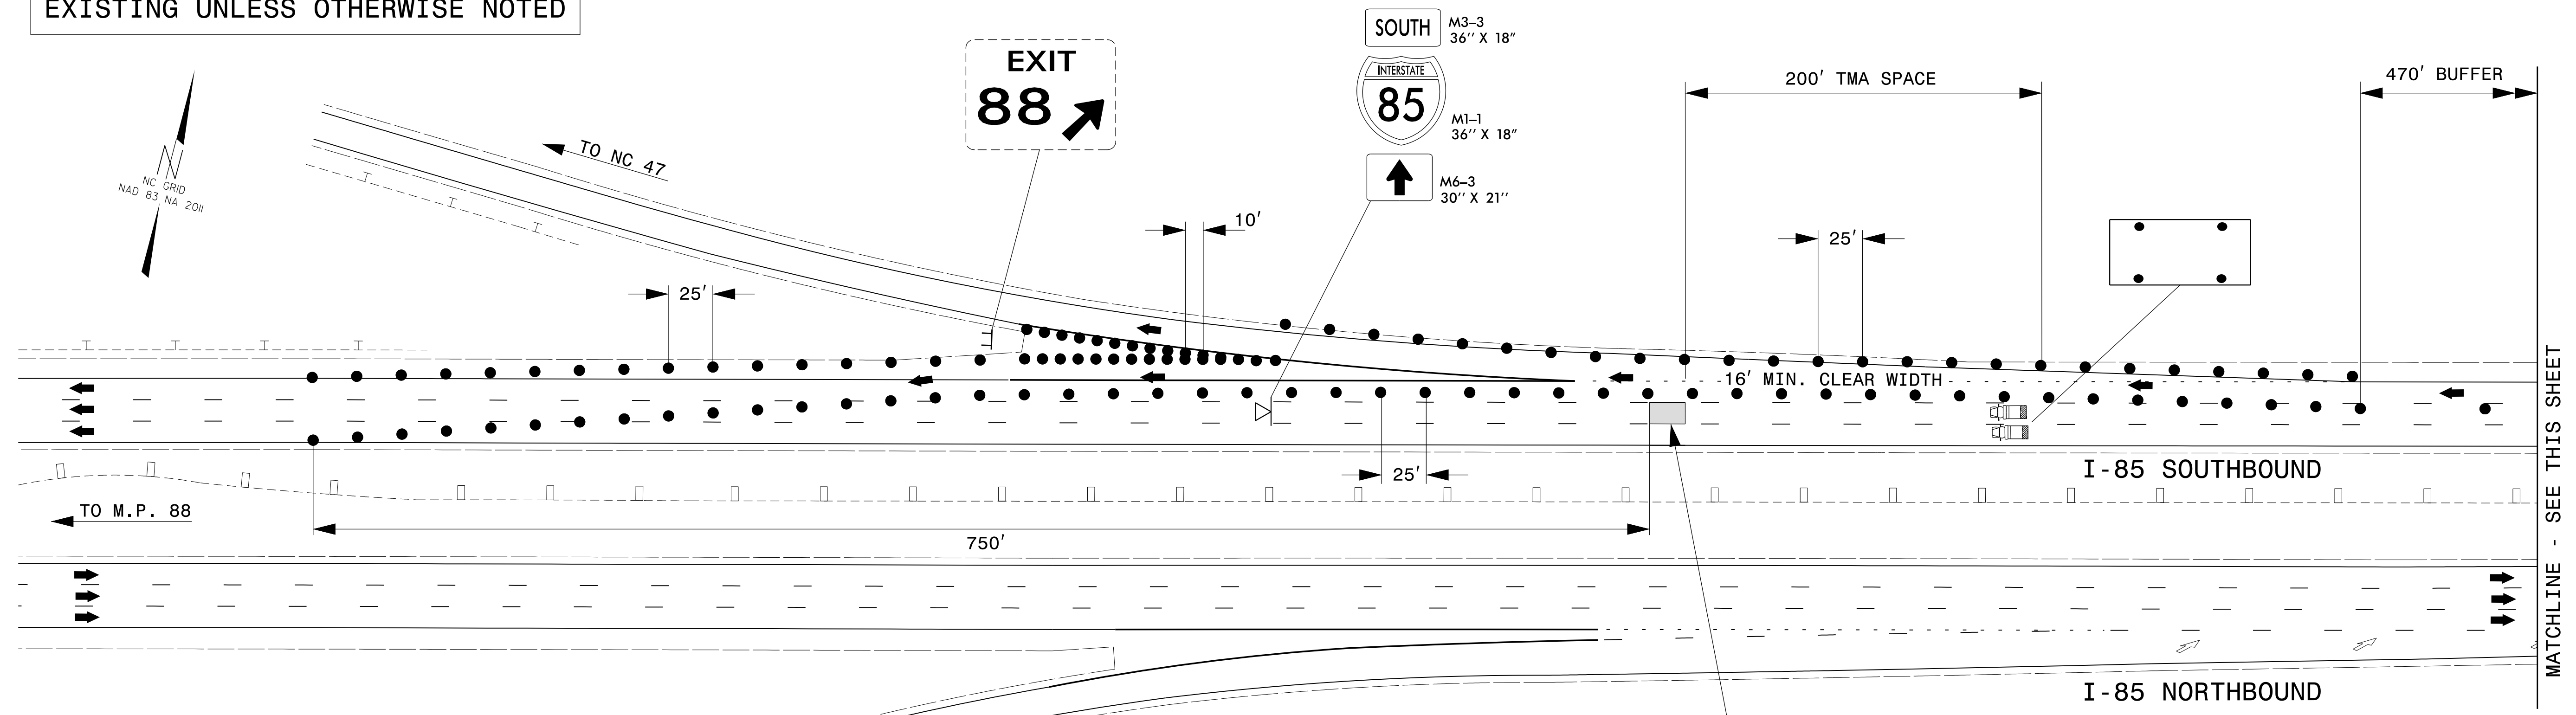 EXISTING UNLESS OTHERWISE NOTED
SOUTH
M3-3
36'' X 18''
EXIT
88
INTERSTATE
85
M1-1
36'' X 18''
M6-3
30'' X 21''
200' TMA SPACE
470' BUFFER
TO NC 47
NC GRID
NAD 83 NA 2011
10'
25'
25'
16' MIN. CLEAR WIDTH
25'
I-85 SOUTHBOUND
TO M.P. 88
750'
I-85 NORTHBOUND
MATCHLINE - SEE THIS SHEET